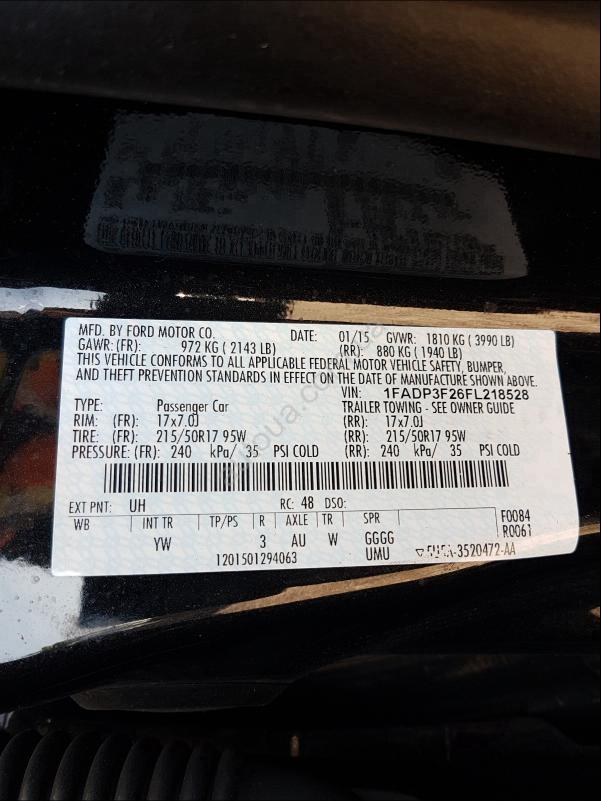 MFD. BY FORD MOTOR CO. DATE: 01/15 GVWR: 1810 KG ( 3990 LB)
GAWR: (FR): 972 KG ( 2143 LB) (RR): 880 KG ( 1940 LB)
THIS VEHICLE CONFORMS TO ALL APPLICABLE FEDERAL MOTOR VEHICLE SAFETY, BUMPER,
AND THEFT PREVENTION STANDARDS IN EFFECT ON THE DATE OF MANUFACTURE SHOWN ABOVE.
VIN: 1FADP3F26FL218528
TYPE: Passenger Car TRAILER TOWING - SEE OWNER GUIDE
RIM: (FR): 17x7.0J (RR): 17x7.0J
TIRE: (FR): 215/50R17 95W (RR): 215/50R17 95W
PRESSURE: (FR): 240 kPa/ 35 PSI COLD (RR): 240 kPa/ 35 PSI COLD
EXT PNT: UH RC: 48 DSO:
WB INT TR TP/PS R AXLE TR SPR F0084
R0061
YW 3 AU W GGGG
1201501294063 UMU -3520472-AA